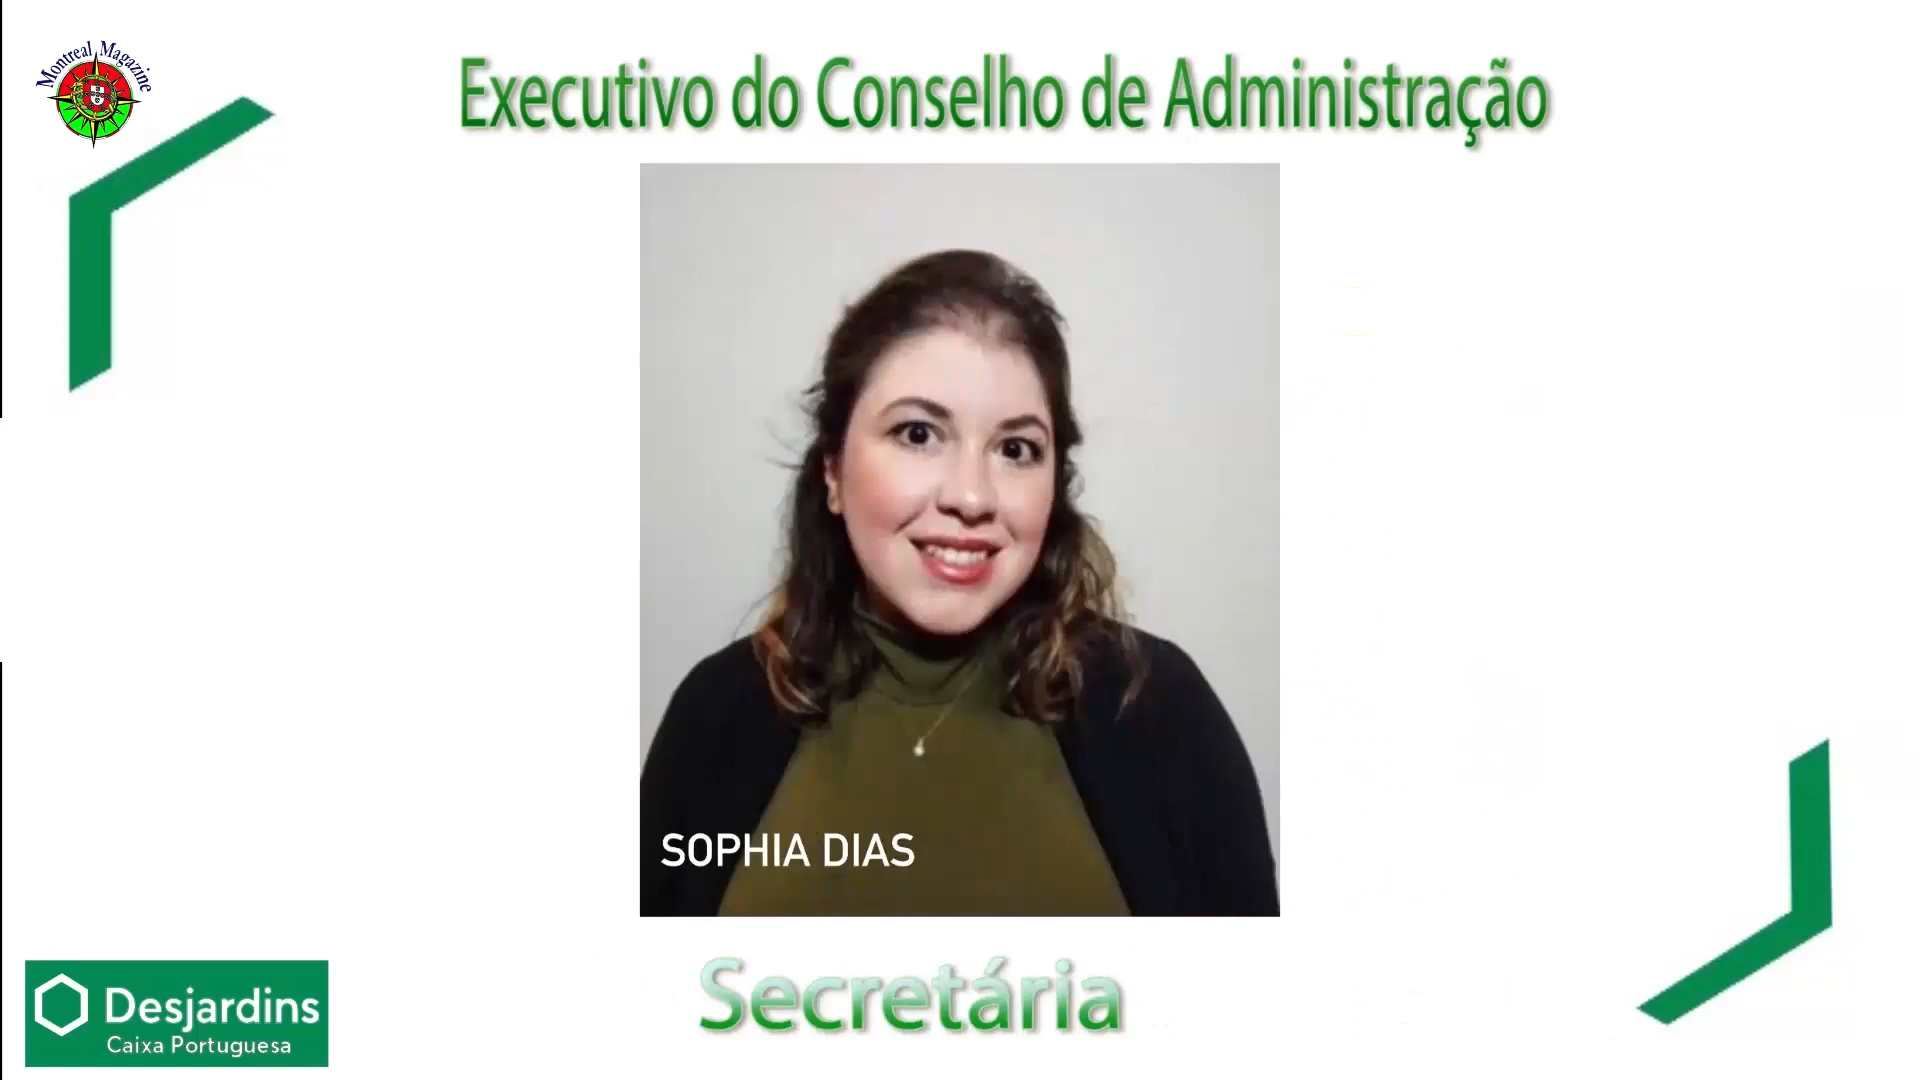 Montreal Magazine
Executivo do Conselho de Administração
SOPHIA DIAS
Secretária
Desjardins
Caixa Portuguesa